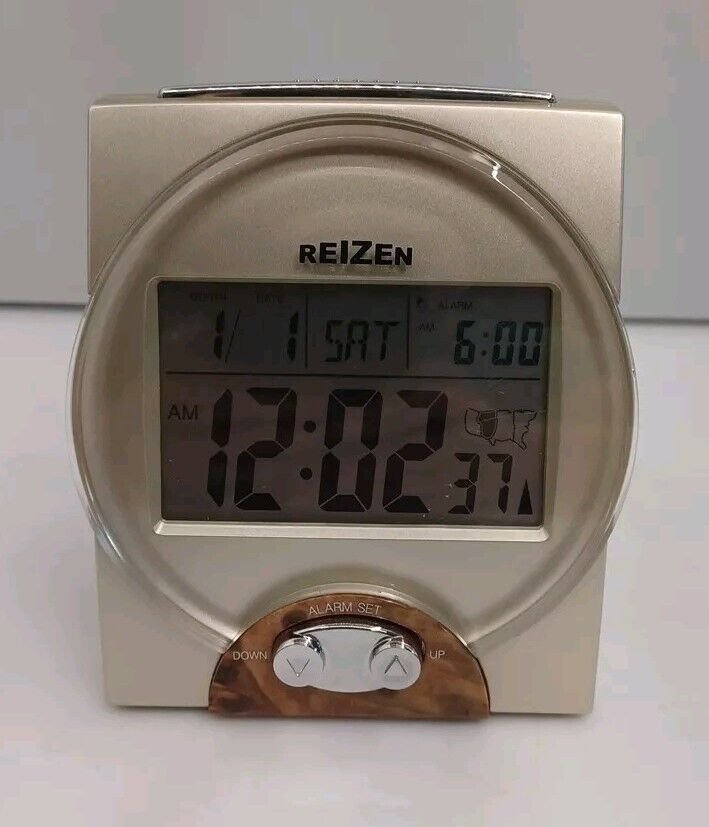 REIZEN
MONTH DATE ALARM
1/ 1 SAT AM 6:00
AM 12:02 37
ALARM SET
DOWN UP